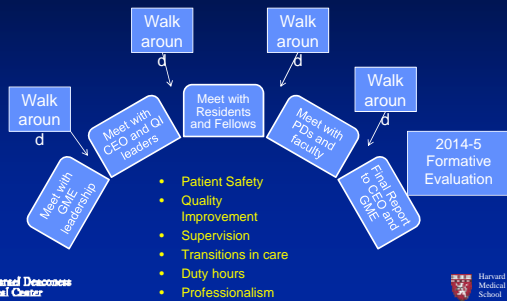 Walk
aroun
d
Walk
aroun
d
Walk
aroun
d
Walk
aroun
d
Meet with
GME
leadership
Meet with
CEO and QI
leaders
Meet with
Residents
and Fellows
Meet with
PDs and
faculty
Final Report
to CEO and
GME
2014-5
Formative
Evaluation
• Patient Safety
• Quality
Improvement
• Supervision
• Transitions in care
• Duty hours
• Professionalism
Deaconess
Center
Harvard
Medical
School